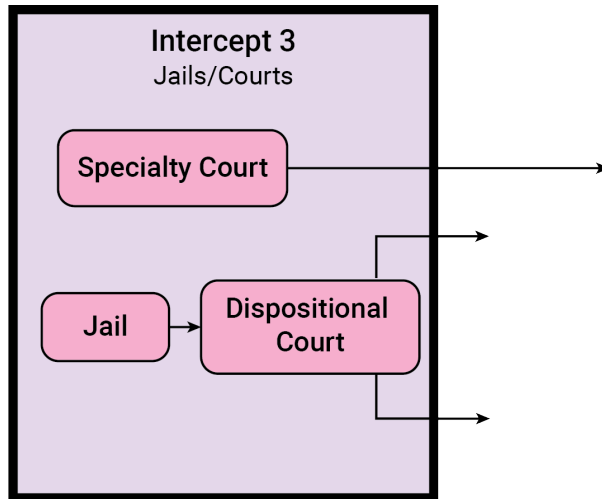 Intercept 3
Jails/Courts
Specialty Court
Jail
Dispositional
Court